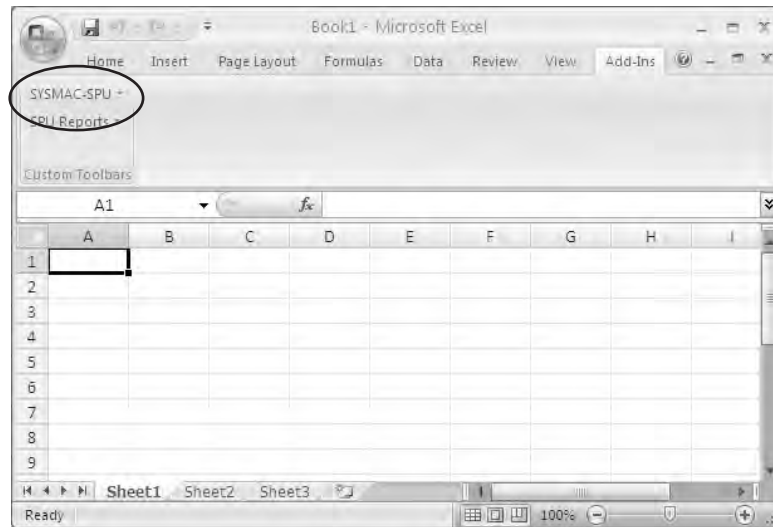 Book1 - Microsoft Excel
Home Insert Page Layout Formulas Data Review View Add-Ins
SYSMAC-SPU
SPU Reports
Custom Toolbars
A1 fx
A B C D E F G H I
1
2
3
4
5
6
7
8
9
Sheet1 Sheet2 Sheet3
Ready 100%